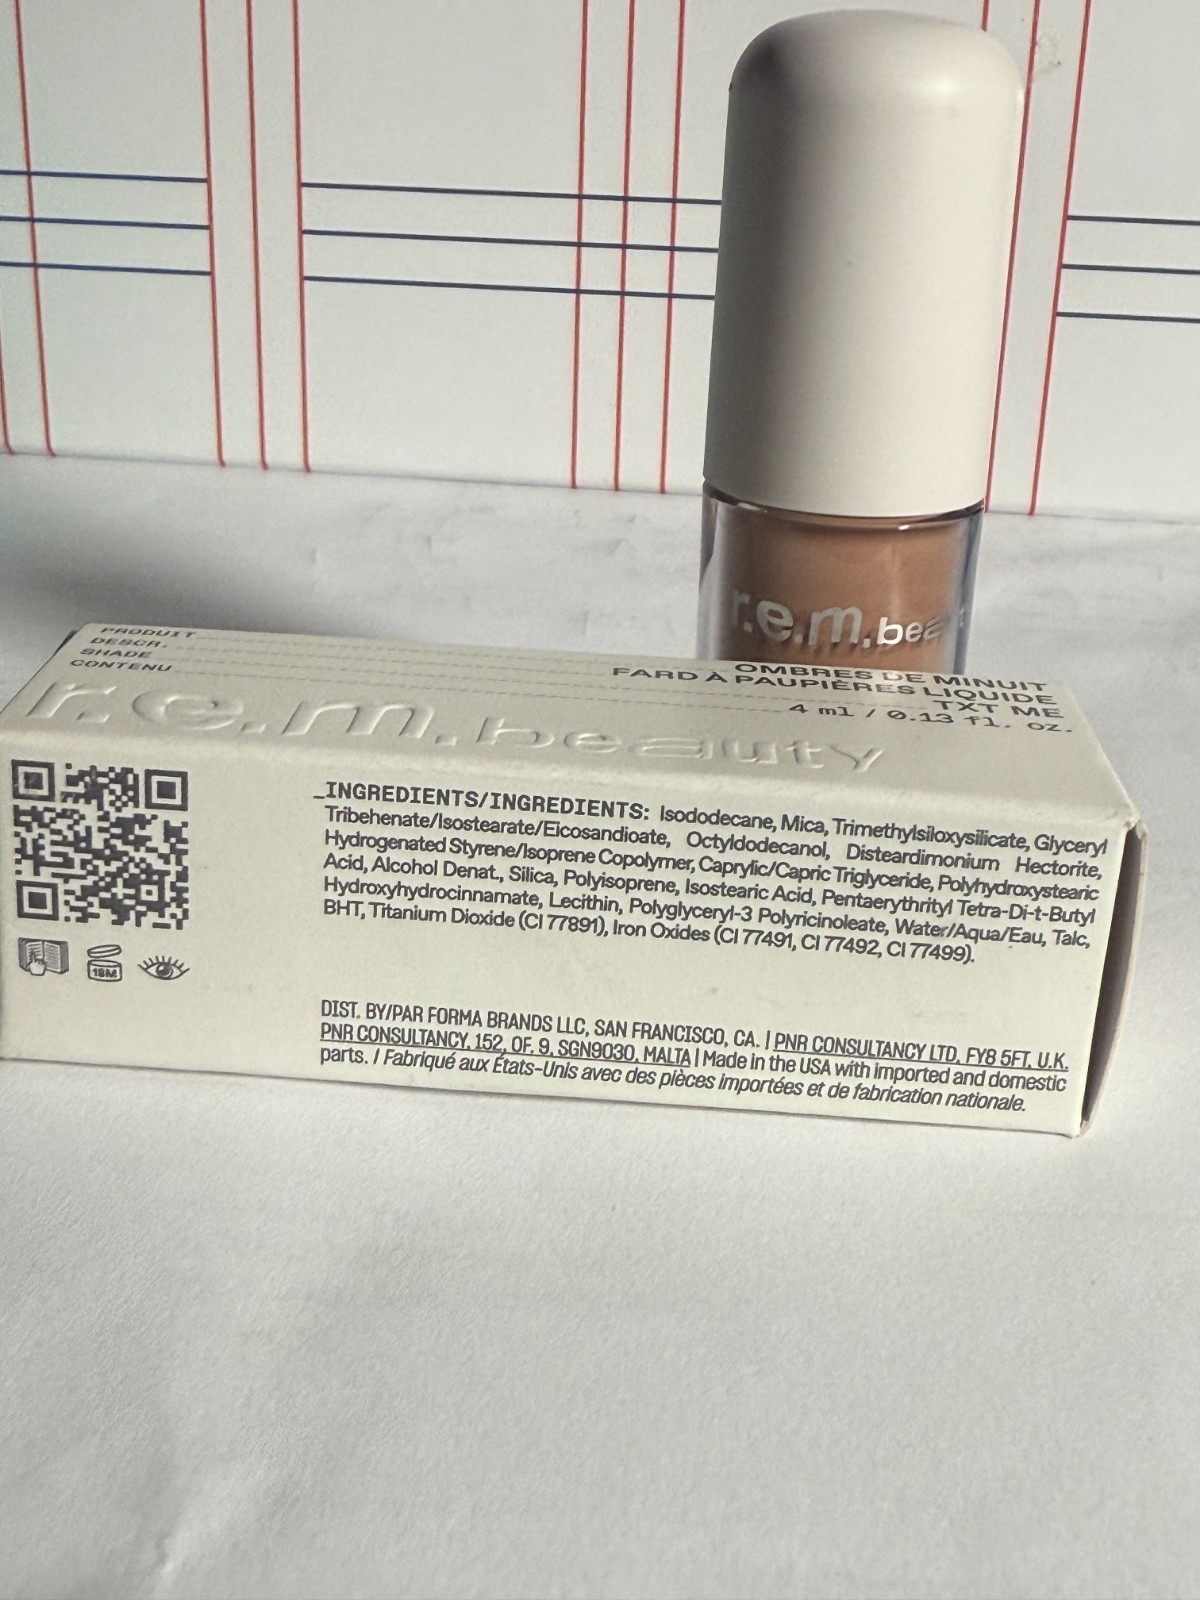 r.e.m.beaut
PRODUIT OMBRES DE MINUIT
DESCR. FARD À PAUPIÈRES LIQUIDE
SHADE TXT ME
CONTENU 4 ml / 0.13 fl. oz.
r.e.m.beauty
_INGREDIENTS/INGREDIENTS: Isododecane, Mica, Trimethylsiloxysilicate, Glyceryl
Tribehenate/Isostearate/Eicosandioate, Octyldodecanol, Disteardimonium Hectorite,
Hydrogenated Styrene/Isoprene Copolymer, Caprylic/Capric Triglyceride, Polyhydroxystearic
Acid, Alcohol Denat., Silica, Polyisoprene, Isostearic Acid, Pentaerythrityl Tetra-Di-t-Butyl
Hydroxyhydrocinnamate, Lecithin, Polyglyceryl-3 Polyricinoleate, Water/Aqua/Eau, Talc,
BHT, Titanium Dioxide (CI 77891), Iron Oxides (CI 77491, CI 77492, CI 77499).
18M
DIST. BY/PAR FORMA BRANDS LLC, SAN FRANCISCO, CA. | PNR CONSULTANCY LTD, FY8 5FT, U.K.
PNR CONSULTANCY, 152, OF. 9, SGN9030, MALTA | Made in the USA with imported and domestic
parts. / Fabriqué aux États-Unis avec des pièces importées et de fabrication nationale.